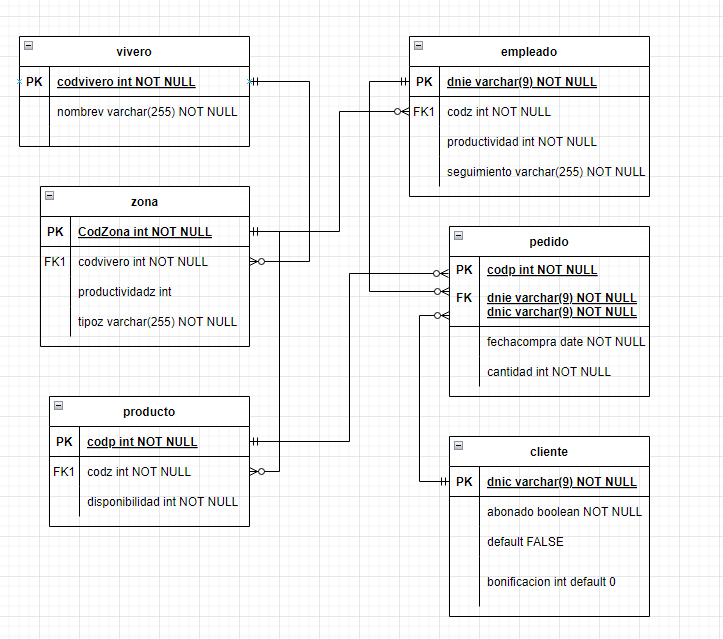 vivero
PK codvivero int NOT NULL
nombrev varchar(255) NOT NULL
zona
PK CodZona int NOT NULL
FK1 codvivero int NOT NULL
productividadz int
tipoz varchar(255) NOT NULL
producto
PK codp int NOT NULL
FK1 codz int NOT NULL
disponibilidad int NOT NULL
empleado
PK dnie varchar(9) NOT NULL
FK1 codz int NOT NULL
productividad int NOT NULL
seguimiento varchar(255) NOT NULL
pedido
PK codp int NOT NULL
FK dnie varchar(9) NOT NULL
dnic varchar(9) NOT NULL
fechacompra date NOT NULL
cantidad int NOT NULL
cliente
PK dnic varchar(9) NOT NULL
abonado boolean NOT NULL
default FALSE
bonificacion int default 0